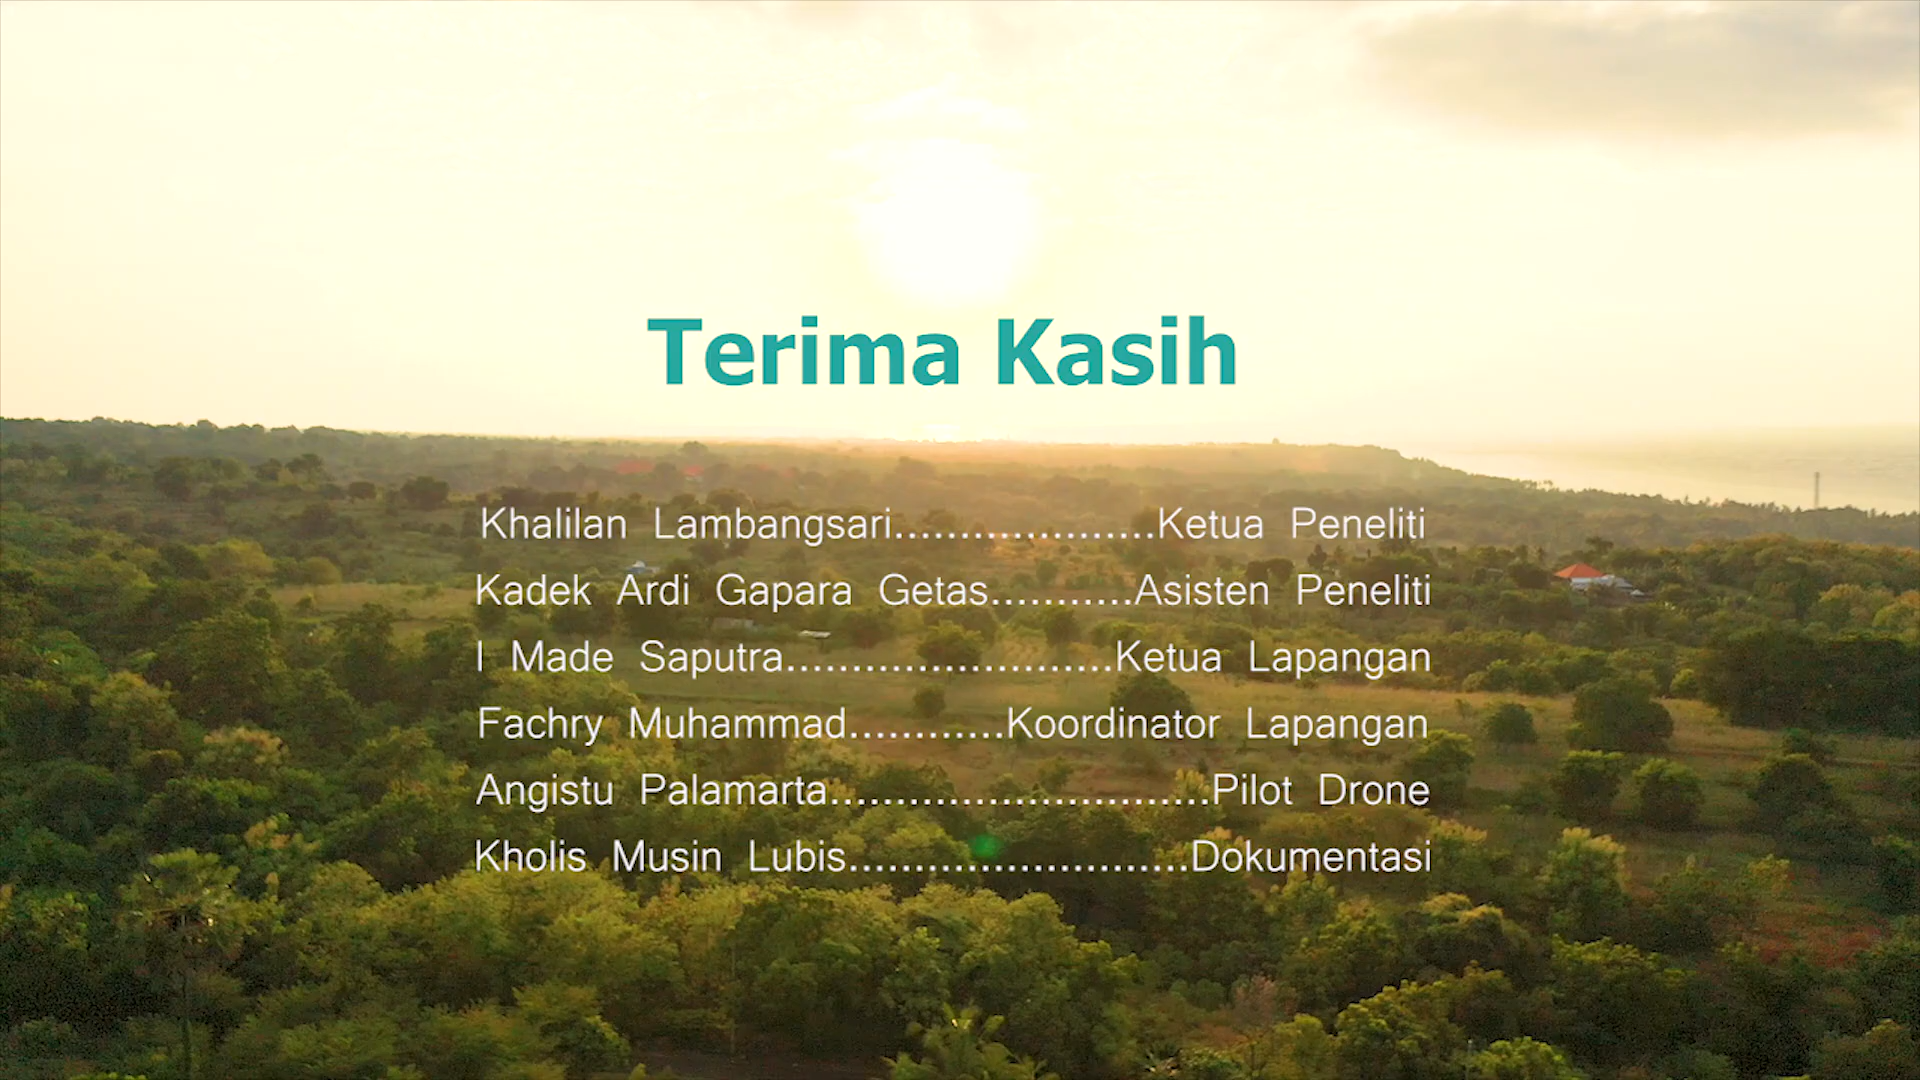 Terima Kasih
Khalilan Lambangsari....................Ketua Peneliti
Kadek Ardi Gapara Getas...........Asisten Peneliti
I Made Saputra.........................Ketua Lapangan
Fachry Muhammad............Koordinator Lapangan
Angistu Palamarta.............................Pilot Drone
Kholis Musin Lubis..........................Dokumentasi